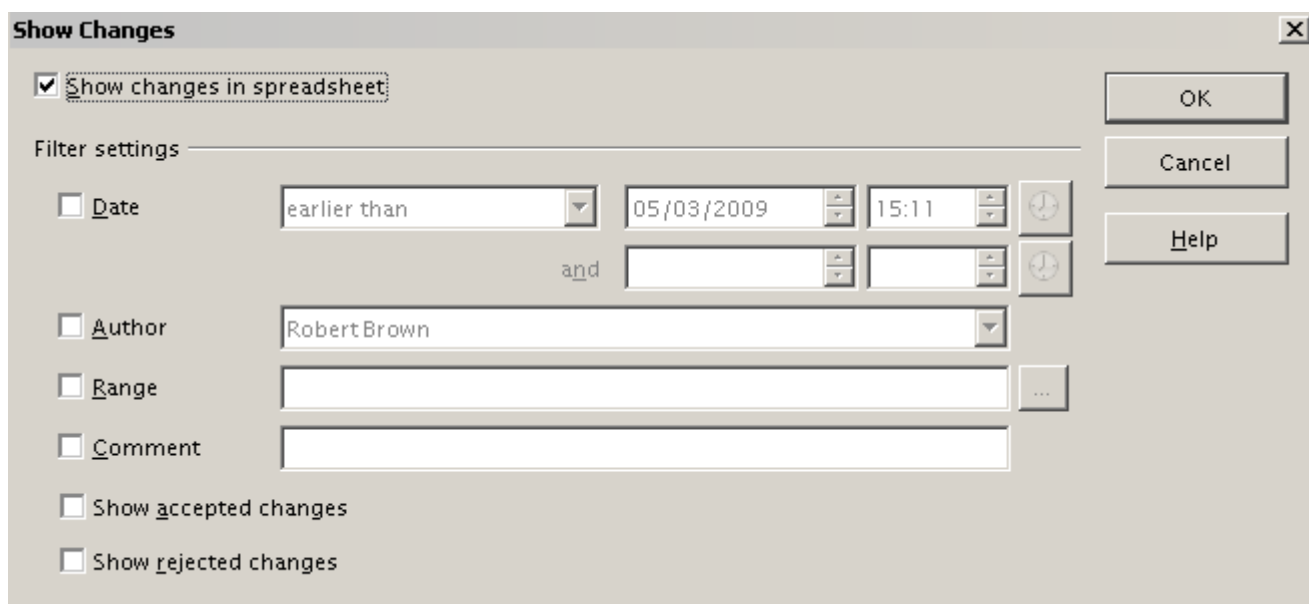 Show Changes
Show changes in spreadsheet
OK
Filter settings
Cancel
Date earlier than 05/03/2009 15:11
Help
and
Author Robert Brown
Range ...
Comment
Show accepted changes
Show rejected changes